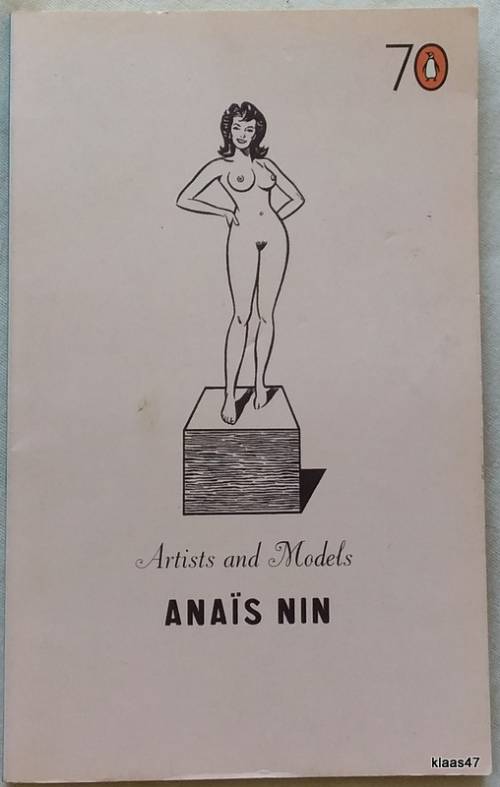 70
Artists and Models
ANAÏS NIN
klaas47